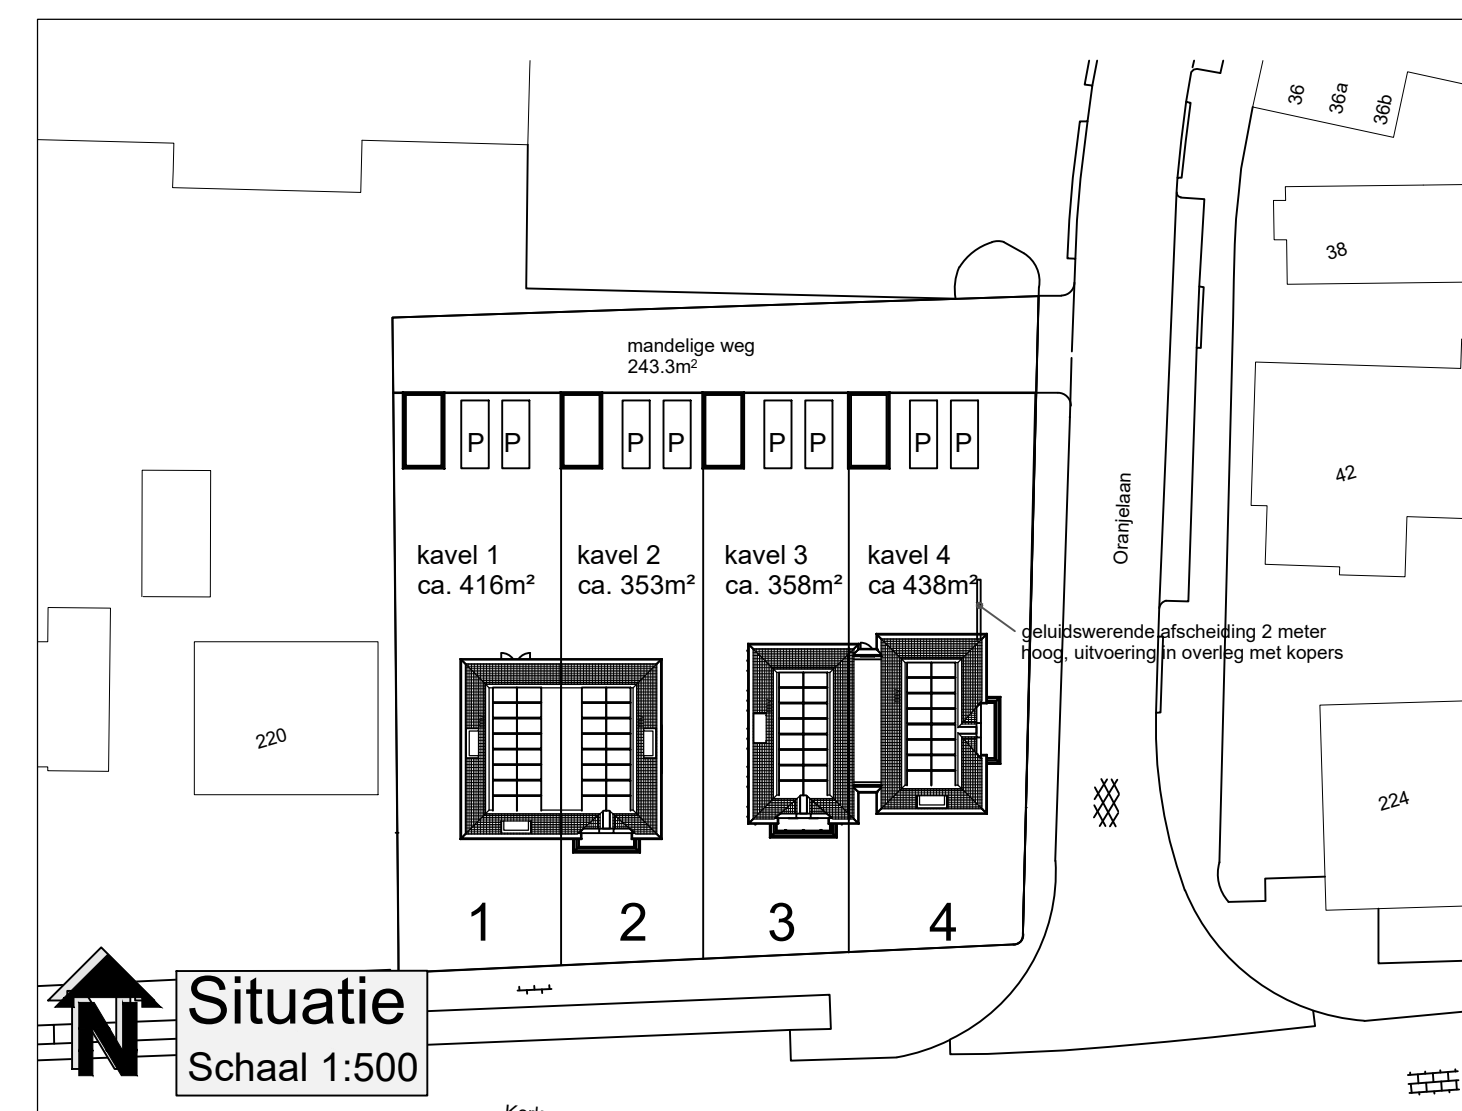 36
36a
36b
38
mandelige weg
243.3m²
P P P P P P P P
42
Oranjelaan
kavel 1
ca. 416m²
kavel 2
ca. 353m²
kavel 3
ca. 358m²
kavel 4
ca 438m²
geluidswerende afscheiding 2 meter
hoog, uitvoering in overleg met kopers
220
224
1 2 3 4
N
Situatie
Schaal 1:500